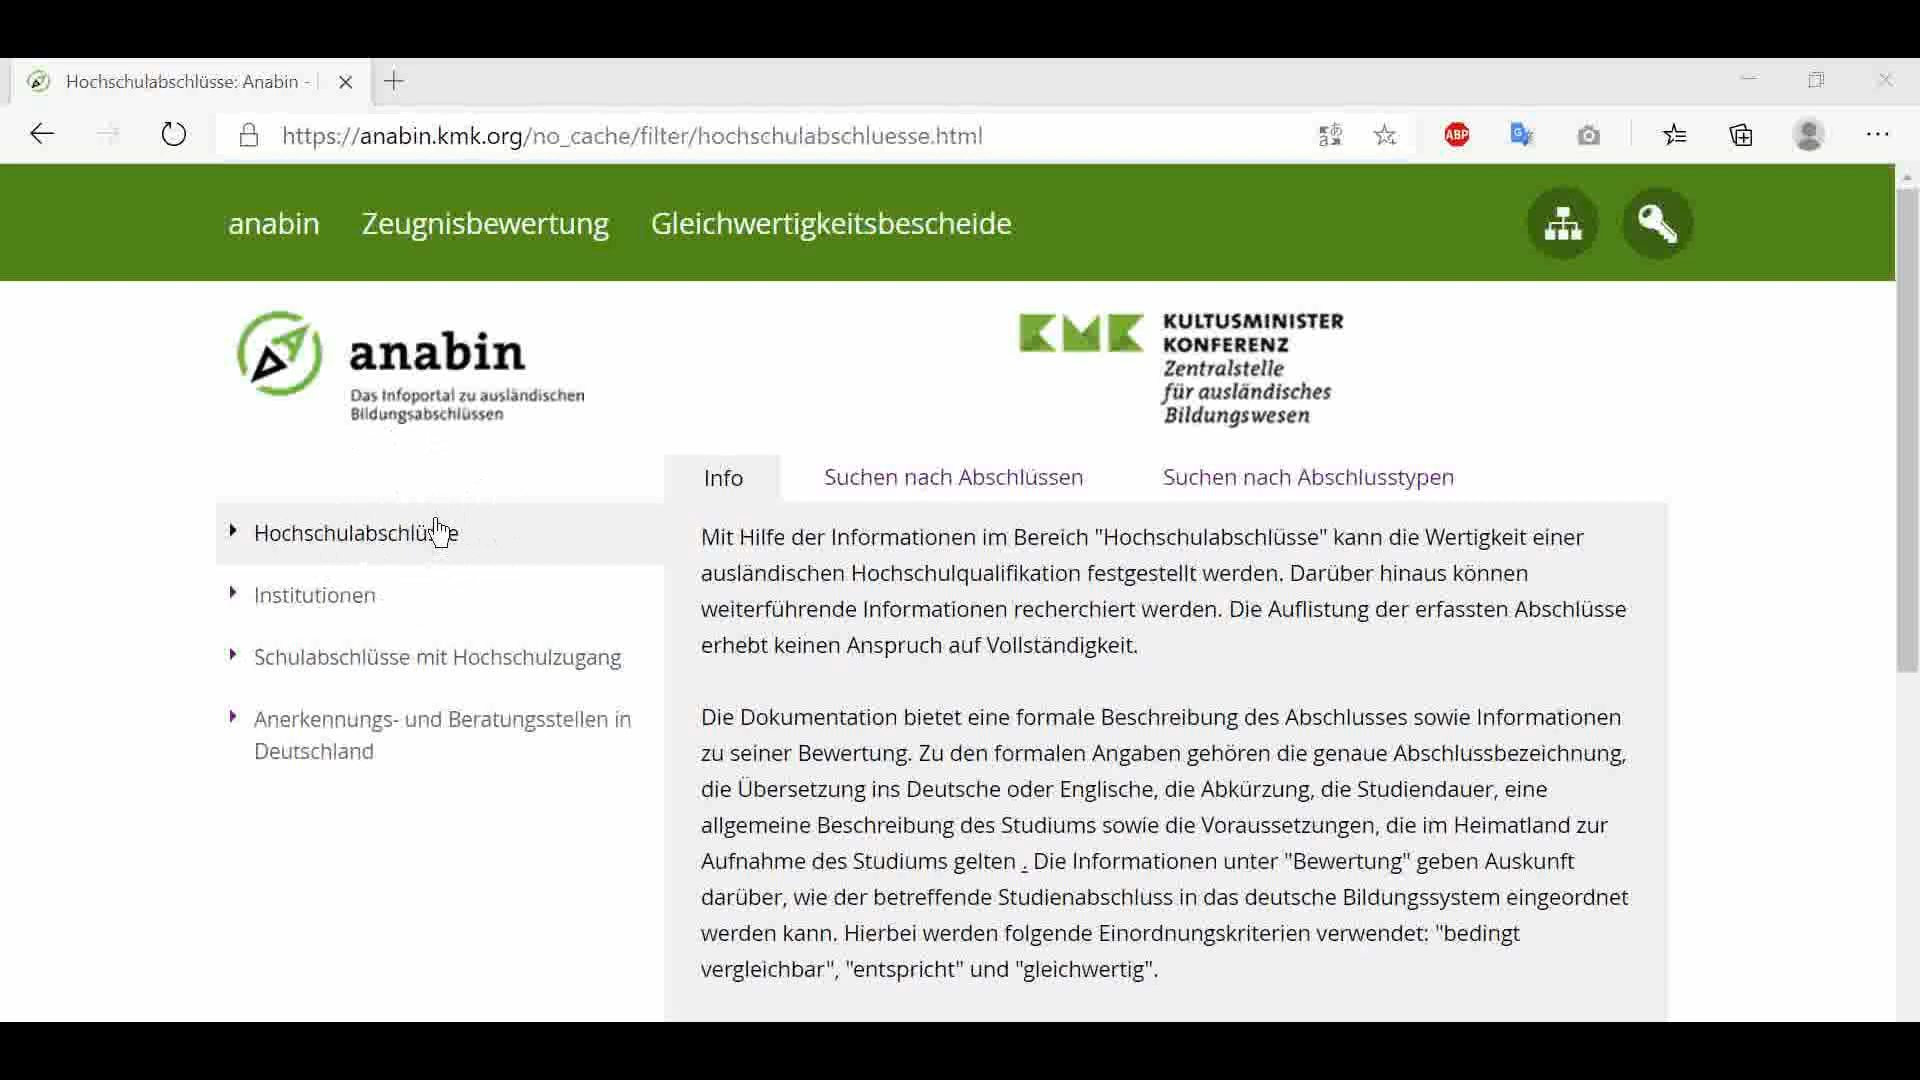 Hochschulabschlüsse: Anabin -
https://anabin.kmk.org/no_cache/filter/hochschulabschluesse.html
ABP
anabin Zeugnisbewertung Gleichwertigkeitsbescheide
anabin
Das Infoportal zu ausländischen
Bildungsabschlüssen
KMK
KULTUSMINISTER
KONFERENZ
Zentralstelle
für ausländisches
Bildungswesen
Info Suchen nach Abschlüssen Suchen nach Abschlusstypen
Hochschulabschlüsse
Institutionen
Schulabschlüsse mit Hochschulzugang
Anerkennungs- und Beratungsstellen in
Deutschland
Mit Hilfe der Informationen im Bereich "Hochschulabschlüsse" kann die Wertigkeit einer
ausländischen Hochschulqualifikation festgestellt werden. Darüber hinaus können
weiterführende Informationen recherchiert werden. Die Auflistung der erfassten Abschlüsse
erhebt keinen Anspruch auf Vollständigkeit.
Die Dokumentation bietet eine formale Beschreibung des Abschlusses sowie Informationen
zu seiner Bewertung. Zu den formalen Angaben gehören die genaue Abschlussbezeichnung,
die Übersetzung ins Deutsche oder Englische, die Abkürzung, die Studiendauer, eine
allgemeine Beschreibung des Studiums sowie die Voraussetzungen, die im Heimatland zur
Aufnahme des Studiums gelten . Die Informationen unter "Bewertung" geben Auskunft
darüber, wie der betreffende Studienabschluss in das deutsche Bildungssystem eingeordnet
werden kann. Hierbei werden folgende Einordnungskriterien verwendet: "bedingt
vergleichbar", "entspricht" und "gleichwertig".